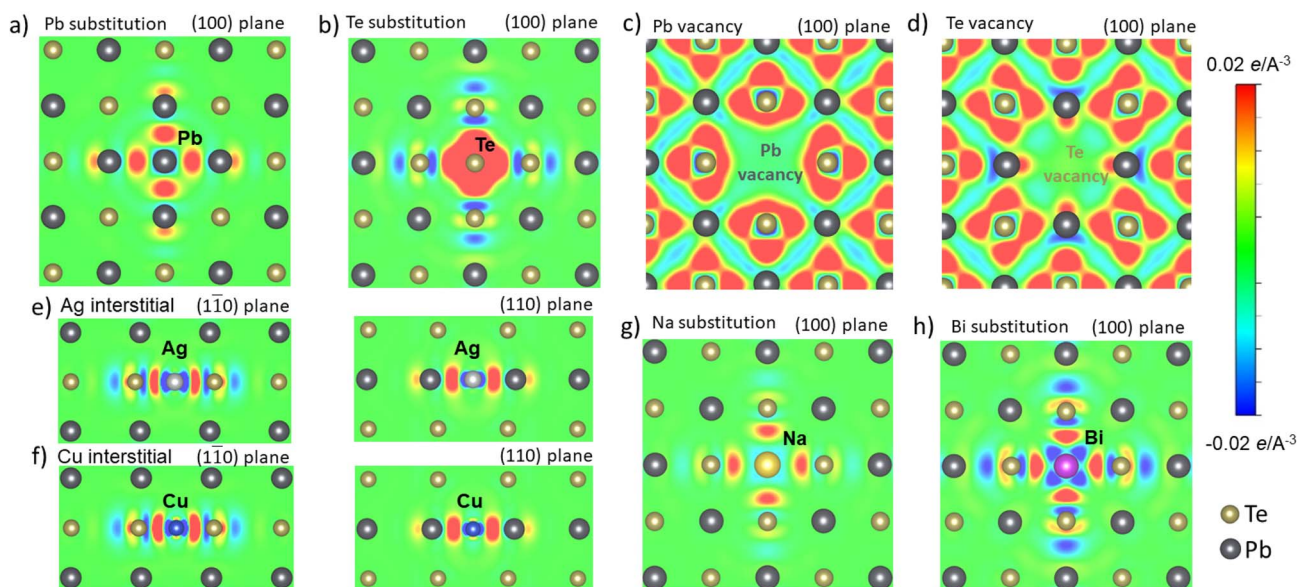 a) Pb substitution (100) plane
Pb
b) Te substitution (100) plane
Te
c) Pb vacancy (100) plane
Pb
vacancy
d) Te vacancy (100) plane
Te
vacancy
0.02 e/A⁻³
-0.02 e/A⁻³
e) Ag interstitial (11̅0) plane
Ag
(110) plane
Ag
f) Cu interstitial (11̅0) plane
Cu
(110) plane
Cu
g) Na substitution (100) plane
Na
h) Bi substitution (100) plane
Bi
Te
Pb